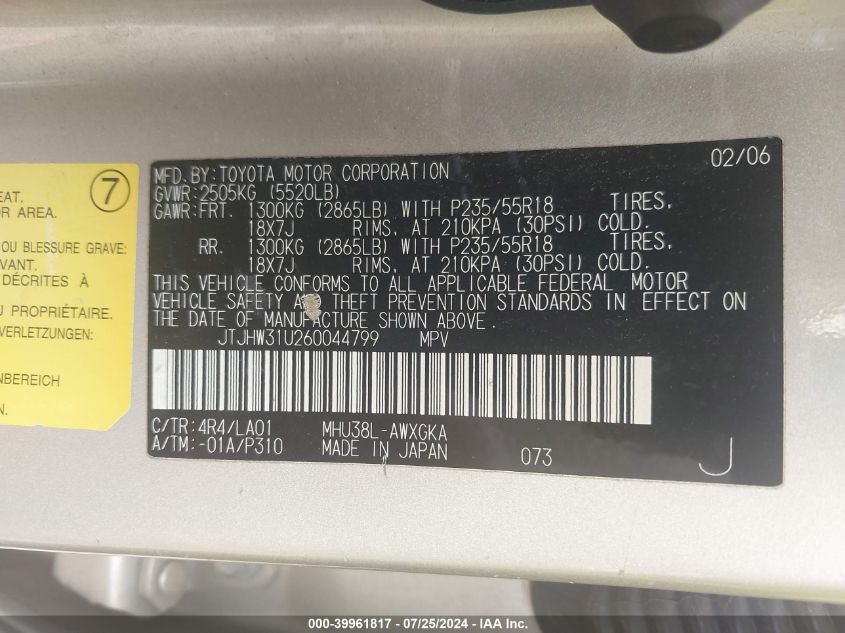 7
EAT.
OR AREA.
OU BLESSURE GRAVE:
VANT.
DÉCRITES À
U PROPRIÉTAIRE.
VERLETZUNGEN:
NBEREICH
N.
MFD. BY: TOYOTA MOTOR CORPORATION 02/06
GVWR: 2505KG (5520LB)
GAWR: FRT. 1300KG (2865LB) WITH P235/55R18 TIRES,
18X7J RIMS, AT 210KPA (30PSI) COLD.
RR. 1300KG (2865LB) WITH P235/55R18 TIRES,
18X7J RIMS, AT 210KPA (30PSI) COLD.
THIS VEHICLE CONFORMS TO ALL APPLICABLE FEDERAL MOTOR
VEHICLE SAFETY AND THEFT PREVENTION STANDARDS IN EFFECT ON
THE DATE OF MANUFACTURE SHOWN ABOVE.
JTJHW31U260044799 MPV
C/TR: 4R4/LA01 MHU38L-AWXGKA
A/TM: -01A/P310 MADE IN JAPAN 073 J
000-39961817 - 07/25/2024 - IAA Inc.